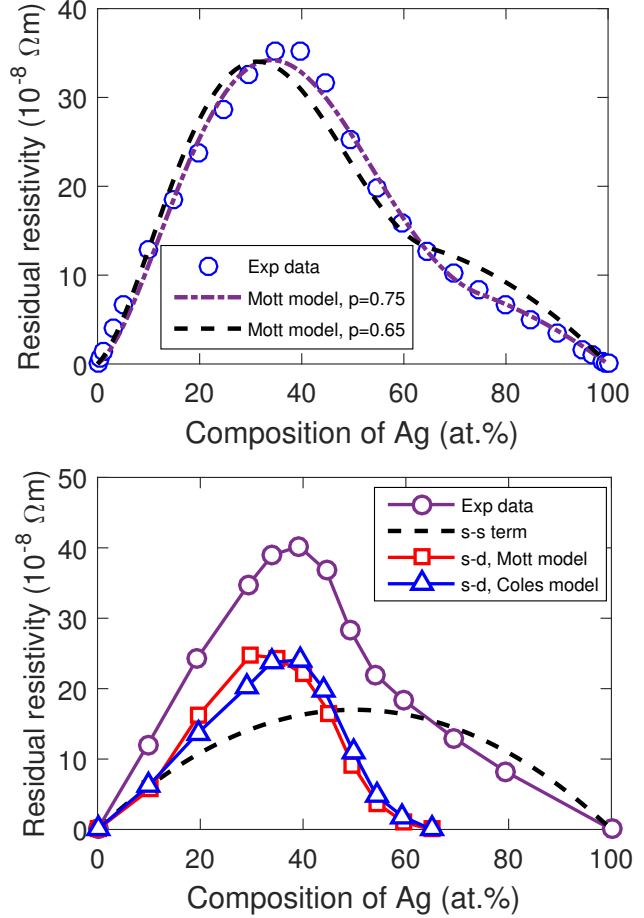 40
30
20
10
0
Residual resistivity (10⁻⁸ Ωm)
Exp data
Mott model, p=0.75
Mott model, p=0.65
0 20 40 60 80 100
Composition of Ag (at.%)
50
40
30
20
10
0
Residual resistivity (10⁻⁸ Ωm)
Exp data
s-s term
s-d, Mott model
s-d, Coles model
0 20 40 60 80 100
Composition of Ag (at.%)